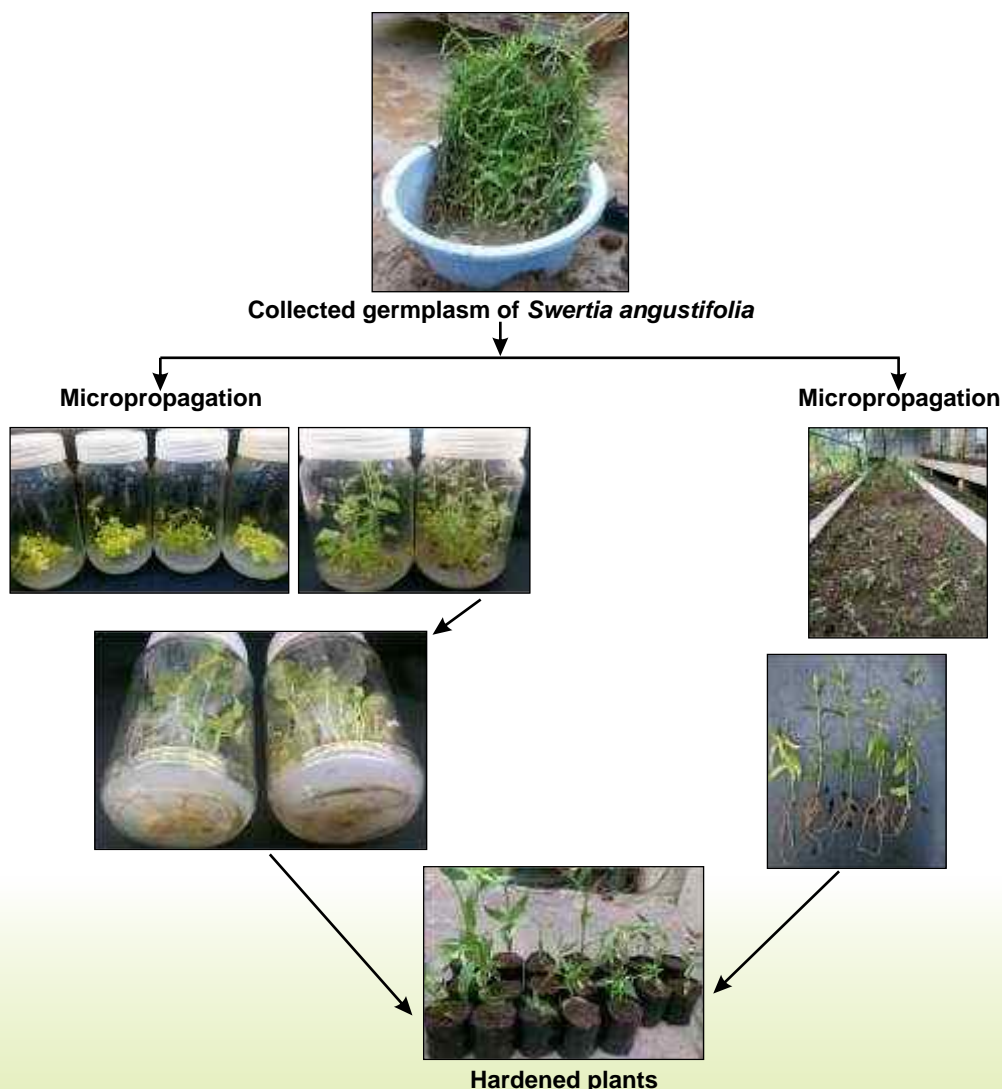 Collected germplasm of Swertia angustifolia
Micropropagation
Micropropagation
Hardened plants